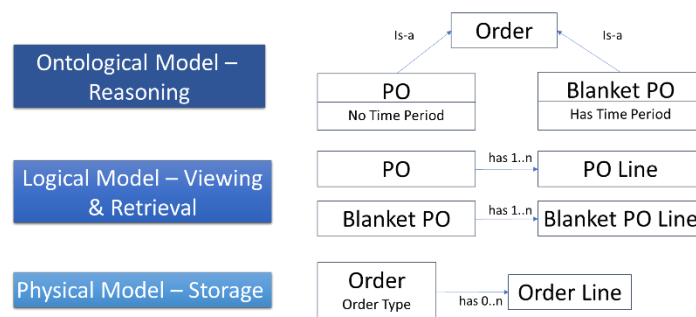 Ontological Model –
Reasoning
Is-a
Order
Is-a
PO
No Time Period
Blanket PO
Has Time Period
Logical Model – Viewing
& Retrieval
PO
has 1..n
PO Line
Blanket PO
has 1..n
Blanket PO Line
Physical Model – Storage
Order
Order Type
has 0..n
Order Line